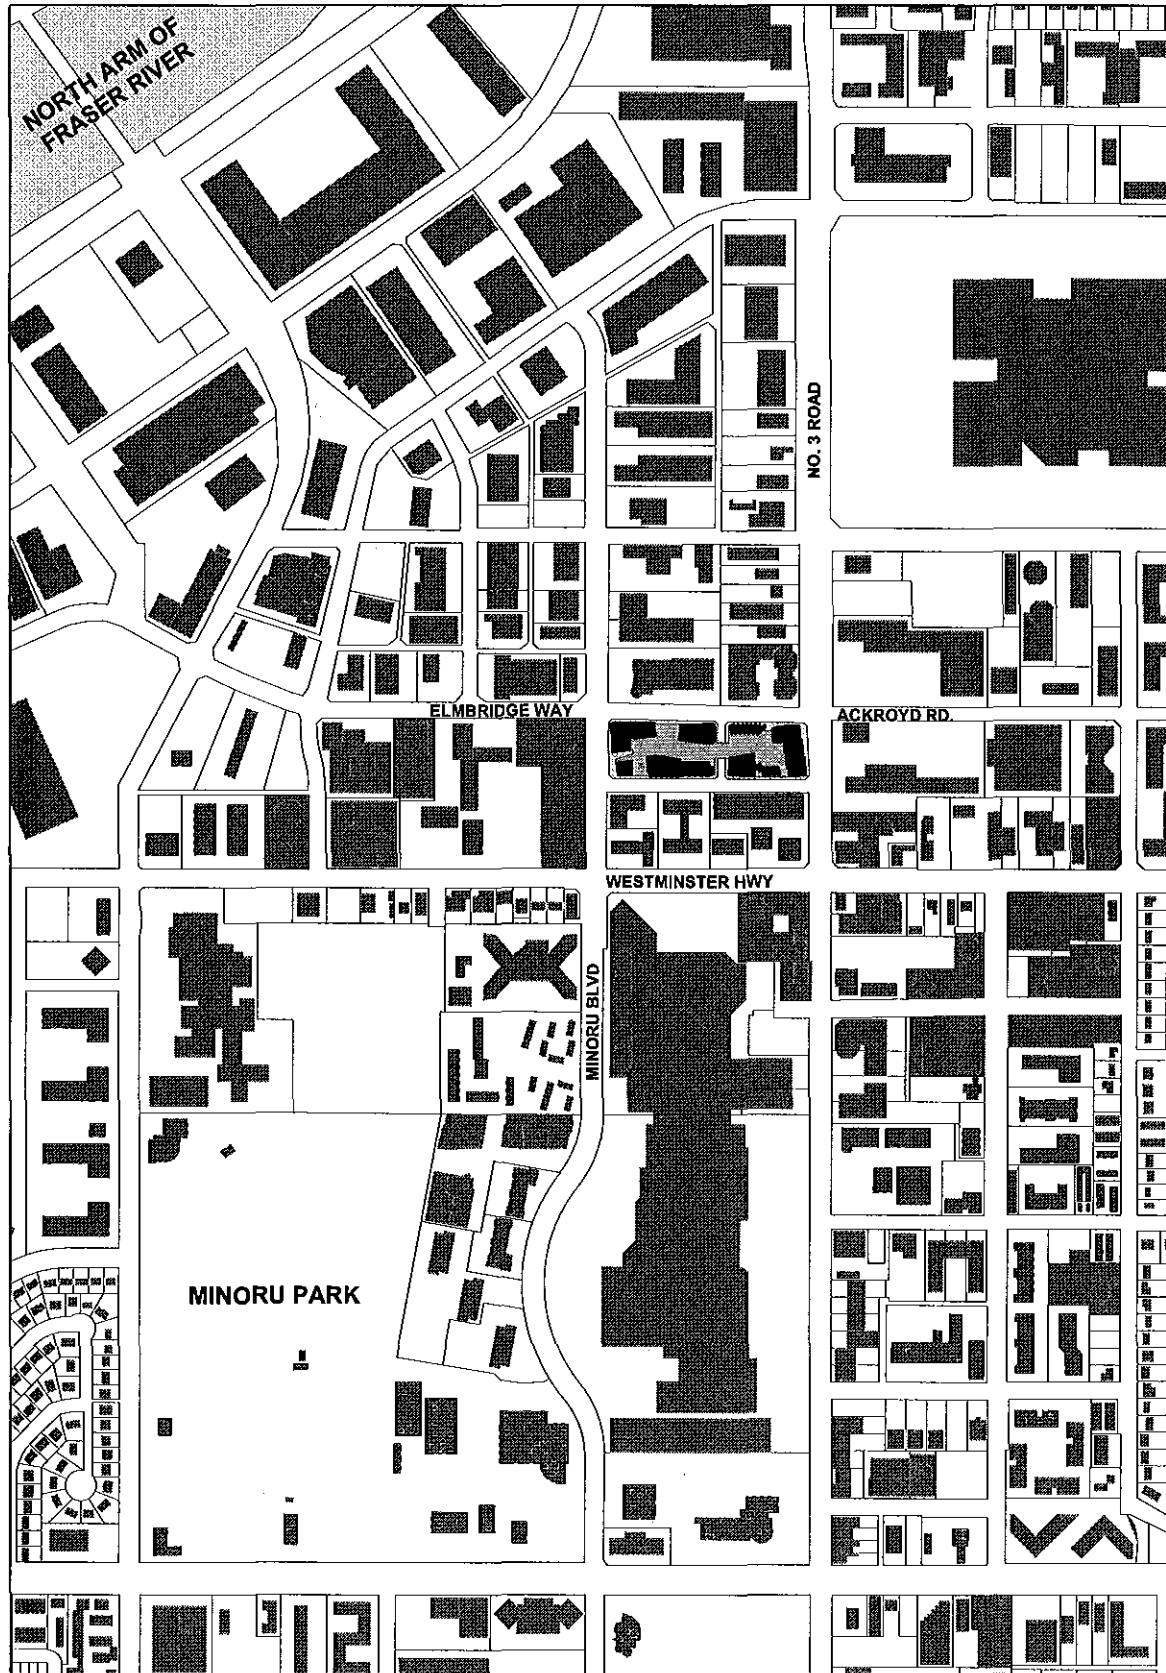 NORTH ARM OF
FRASER RIVER
NO. 3 ROAD
ELMBRIDGE WAY
ACKROYD RD.
WESTMINSTER HWY
MINORU BLVD
MINORU PARK